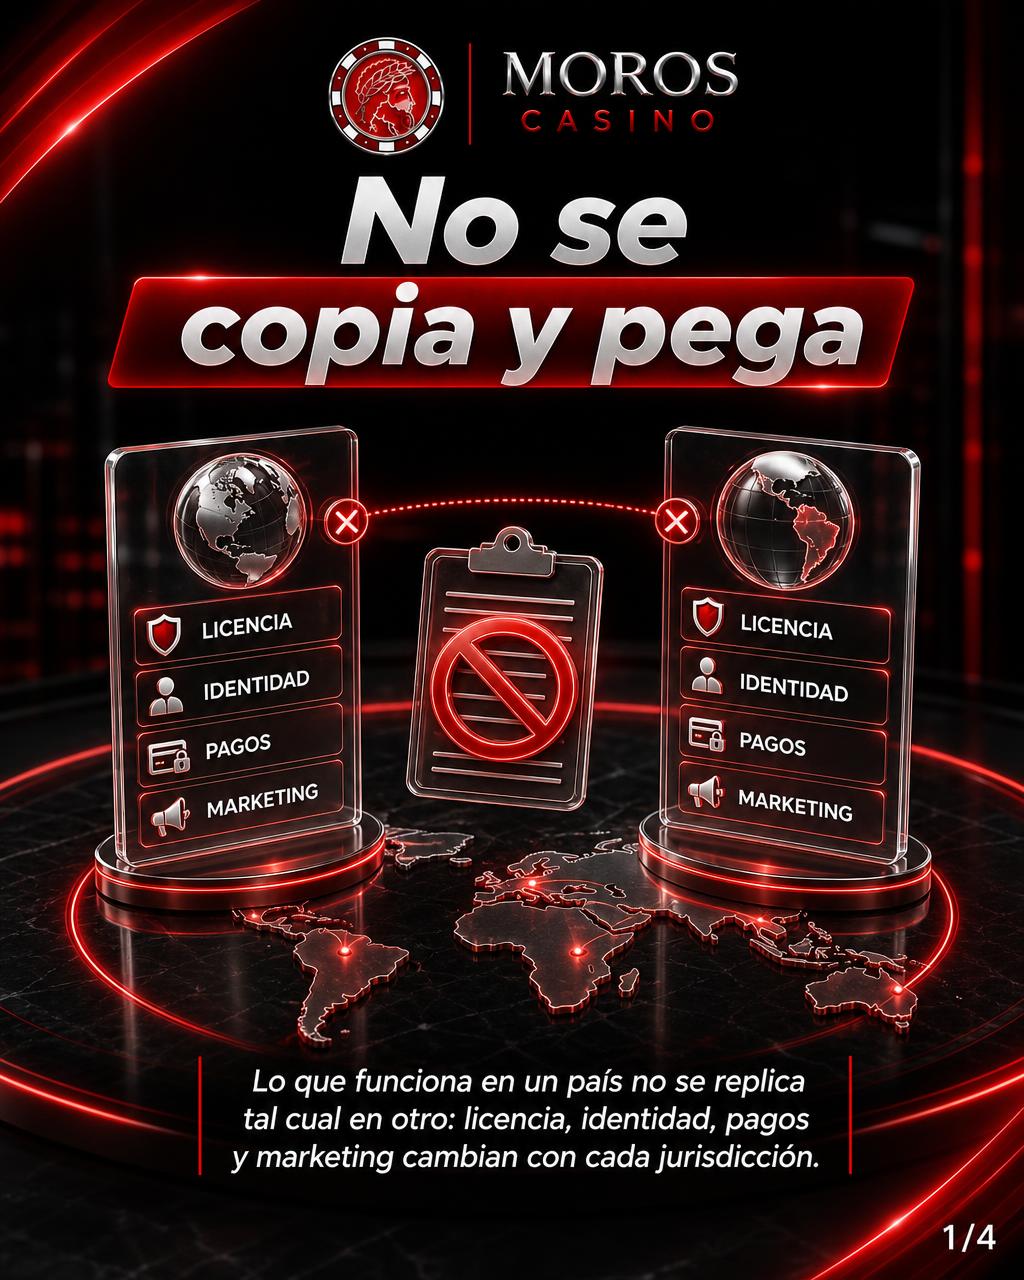 MOROS
CASINO
No se
copia y pega
LICENCIA
IDENTIDAD
PAGOS
MARKETING
LICENCIA
IDENTIDAD
PAGOS
MARKETING
Lo que funciona en un país no se replica
tal cual en otro: licencia, identidad, pagos
y marketing cambian con cada jurisdicción.
1/4